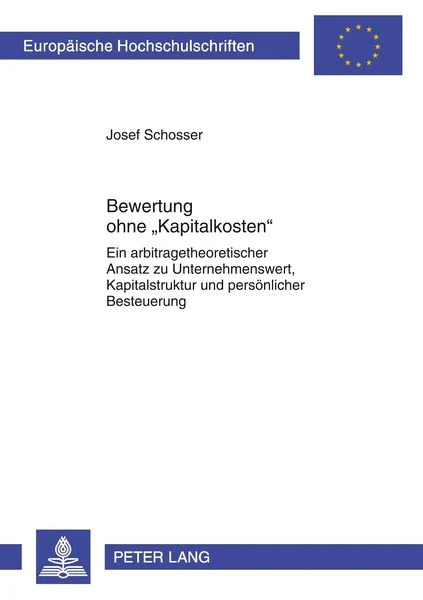 Europäische Hochschulschriften
Josef Schosser
Bewertung
ohne „Kapitalkosten“
Ein arbitragetheoretischer
Ansatz zu Unternehmenswert,
Kapitalstruktur und persönlicher
Besteuerung
PETER LANG